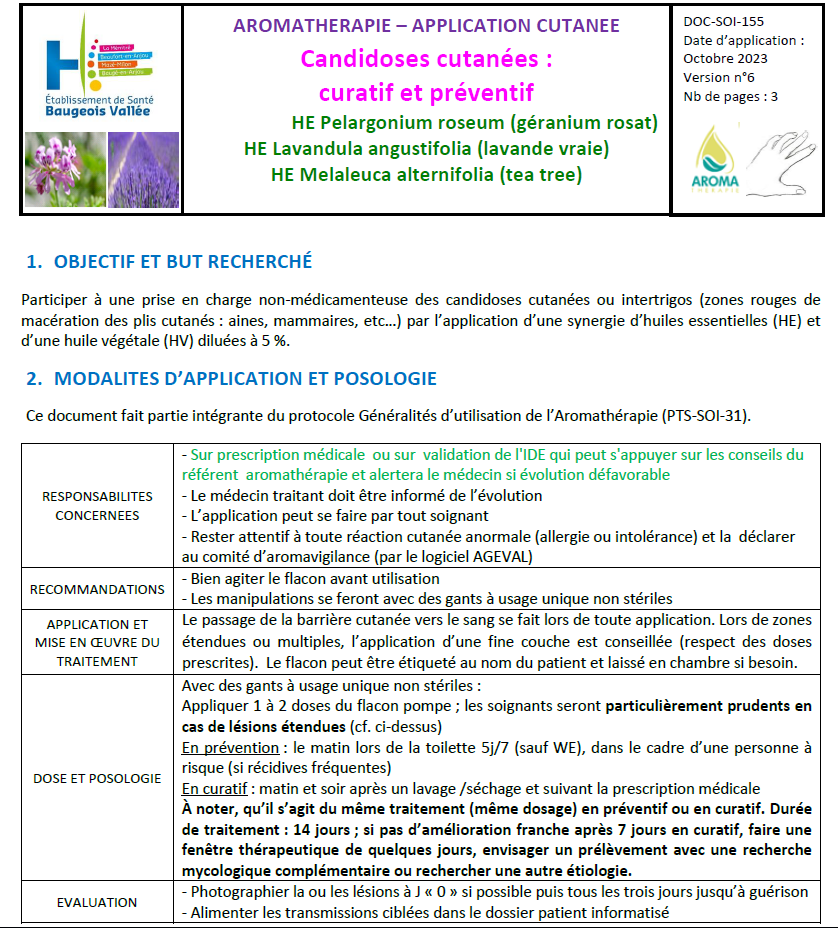 La Ménitré
Beaufort-en-Anjou
Mazé-Milon
Baugé-en-Anjou
Établissement de Santé
Baugeois Vallée
AROMATHERAPIE – APPLICATION CUTANEE
Candidoses cutanées :
curatif et préventif
HE Pelargonium roseum (géranium rosat)
HE Lavandula angustifolia (lavande vraie)
HE Melaleuca alternifolia (tea tree)
DOC-SOI-155
Date d’application :
Octobre 2023
Version n°6
Nb de pages : 3
AROMA
THÉRAPIE
1. OBJECTIF ET BUT RECHERCHÉ
Participer à une prise en charge non-médicamenteuse des candidoses cutanées ou intertrigos (zones rouges de
macération des plis cutanés : aines, mammaires, etc…) par l’application d’une synergie d’huiles essentielles (HE) et
d’une huile végétale (HV) diluées à 5 %.
2. MODALITES D’APPLICATION ET POSOLOGIE
Ce document fait partie intégrante du protocole Généralités d’utilisation de l’Aromathérapie (PTS-SOI-31).
RESPONSABILITES
CONCERNEES
- Sur prescription médicale ou sur validation de l'IDE qui peut s'appuyer sur les conseils du
référent aromathérapie et alertera le médecin si évolution défavorable
- Le médecin traitant doit être informé de l’évolution
- L’application peut se faire par tout soignant
- Rester attentif à toute réaction cutanée anormale (allergie ou intolérance) et la déclarer
au comité d’aromavigilance (par le logiciel AGEVAL)
RECOMMANDATIONS
- Bien agiter le flacon avant utilisation
- Les manipulations se feront avec des gants à usage unique non stériles
APPLICATION ET
MISE EN ŒUVRE DU
TRAITEMENT
Le passage de la barrière cutanée vers le sang se fait lors de toute application. Lors de zones
étendues ou multiples, l’application d’une fine couche est conseillée (respect des doses
prescrites). Le flacon peut être étiqueté au nom du patient et laissé en chambre si besoin.
DOSE ET POSOLOGIE
Avec des gants à usage unique non stériles :
Appliquer 1 à 2 doses du flacon pompe ; les soignants seront particulièrement prudents en
cas de lésions étendues (cf. ci-dessus)
En prévention : le matin lors de la toilette 5j/7 (sauf WE), dans le cadre d’une personne à
risque (si récidives fréquentes)
En curatif : matin et soir après un lavage /séchage et suivant la prescription médicale
À noter, qu’il s’agit du même traitement (même dosage) en préventif ou en curatif. Durée
de traitement : 14 jours ; si pas d’amélioration franche après 7 jours en curatif, faire une
fenêtre thérapeutique de quelques jours, envisager un prélèvement avec une recherche
mycologique complémentaire ou rechercher une autre étiologie.
EVALUATION
- Photographier la ou les lésions à J « 0 » si possible puis tous les trois jours jusqu’à guérison
- Alimenter les transmissions ciblées dans le dossier patient informatisé